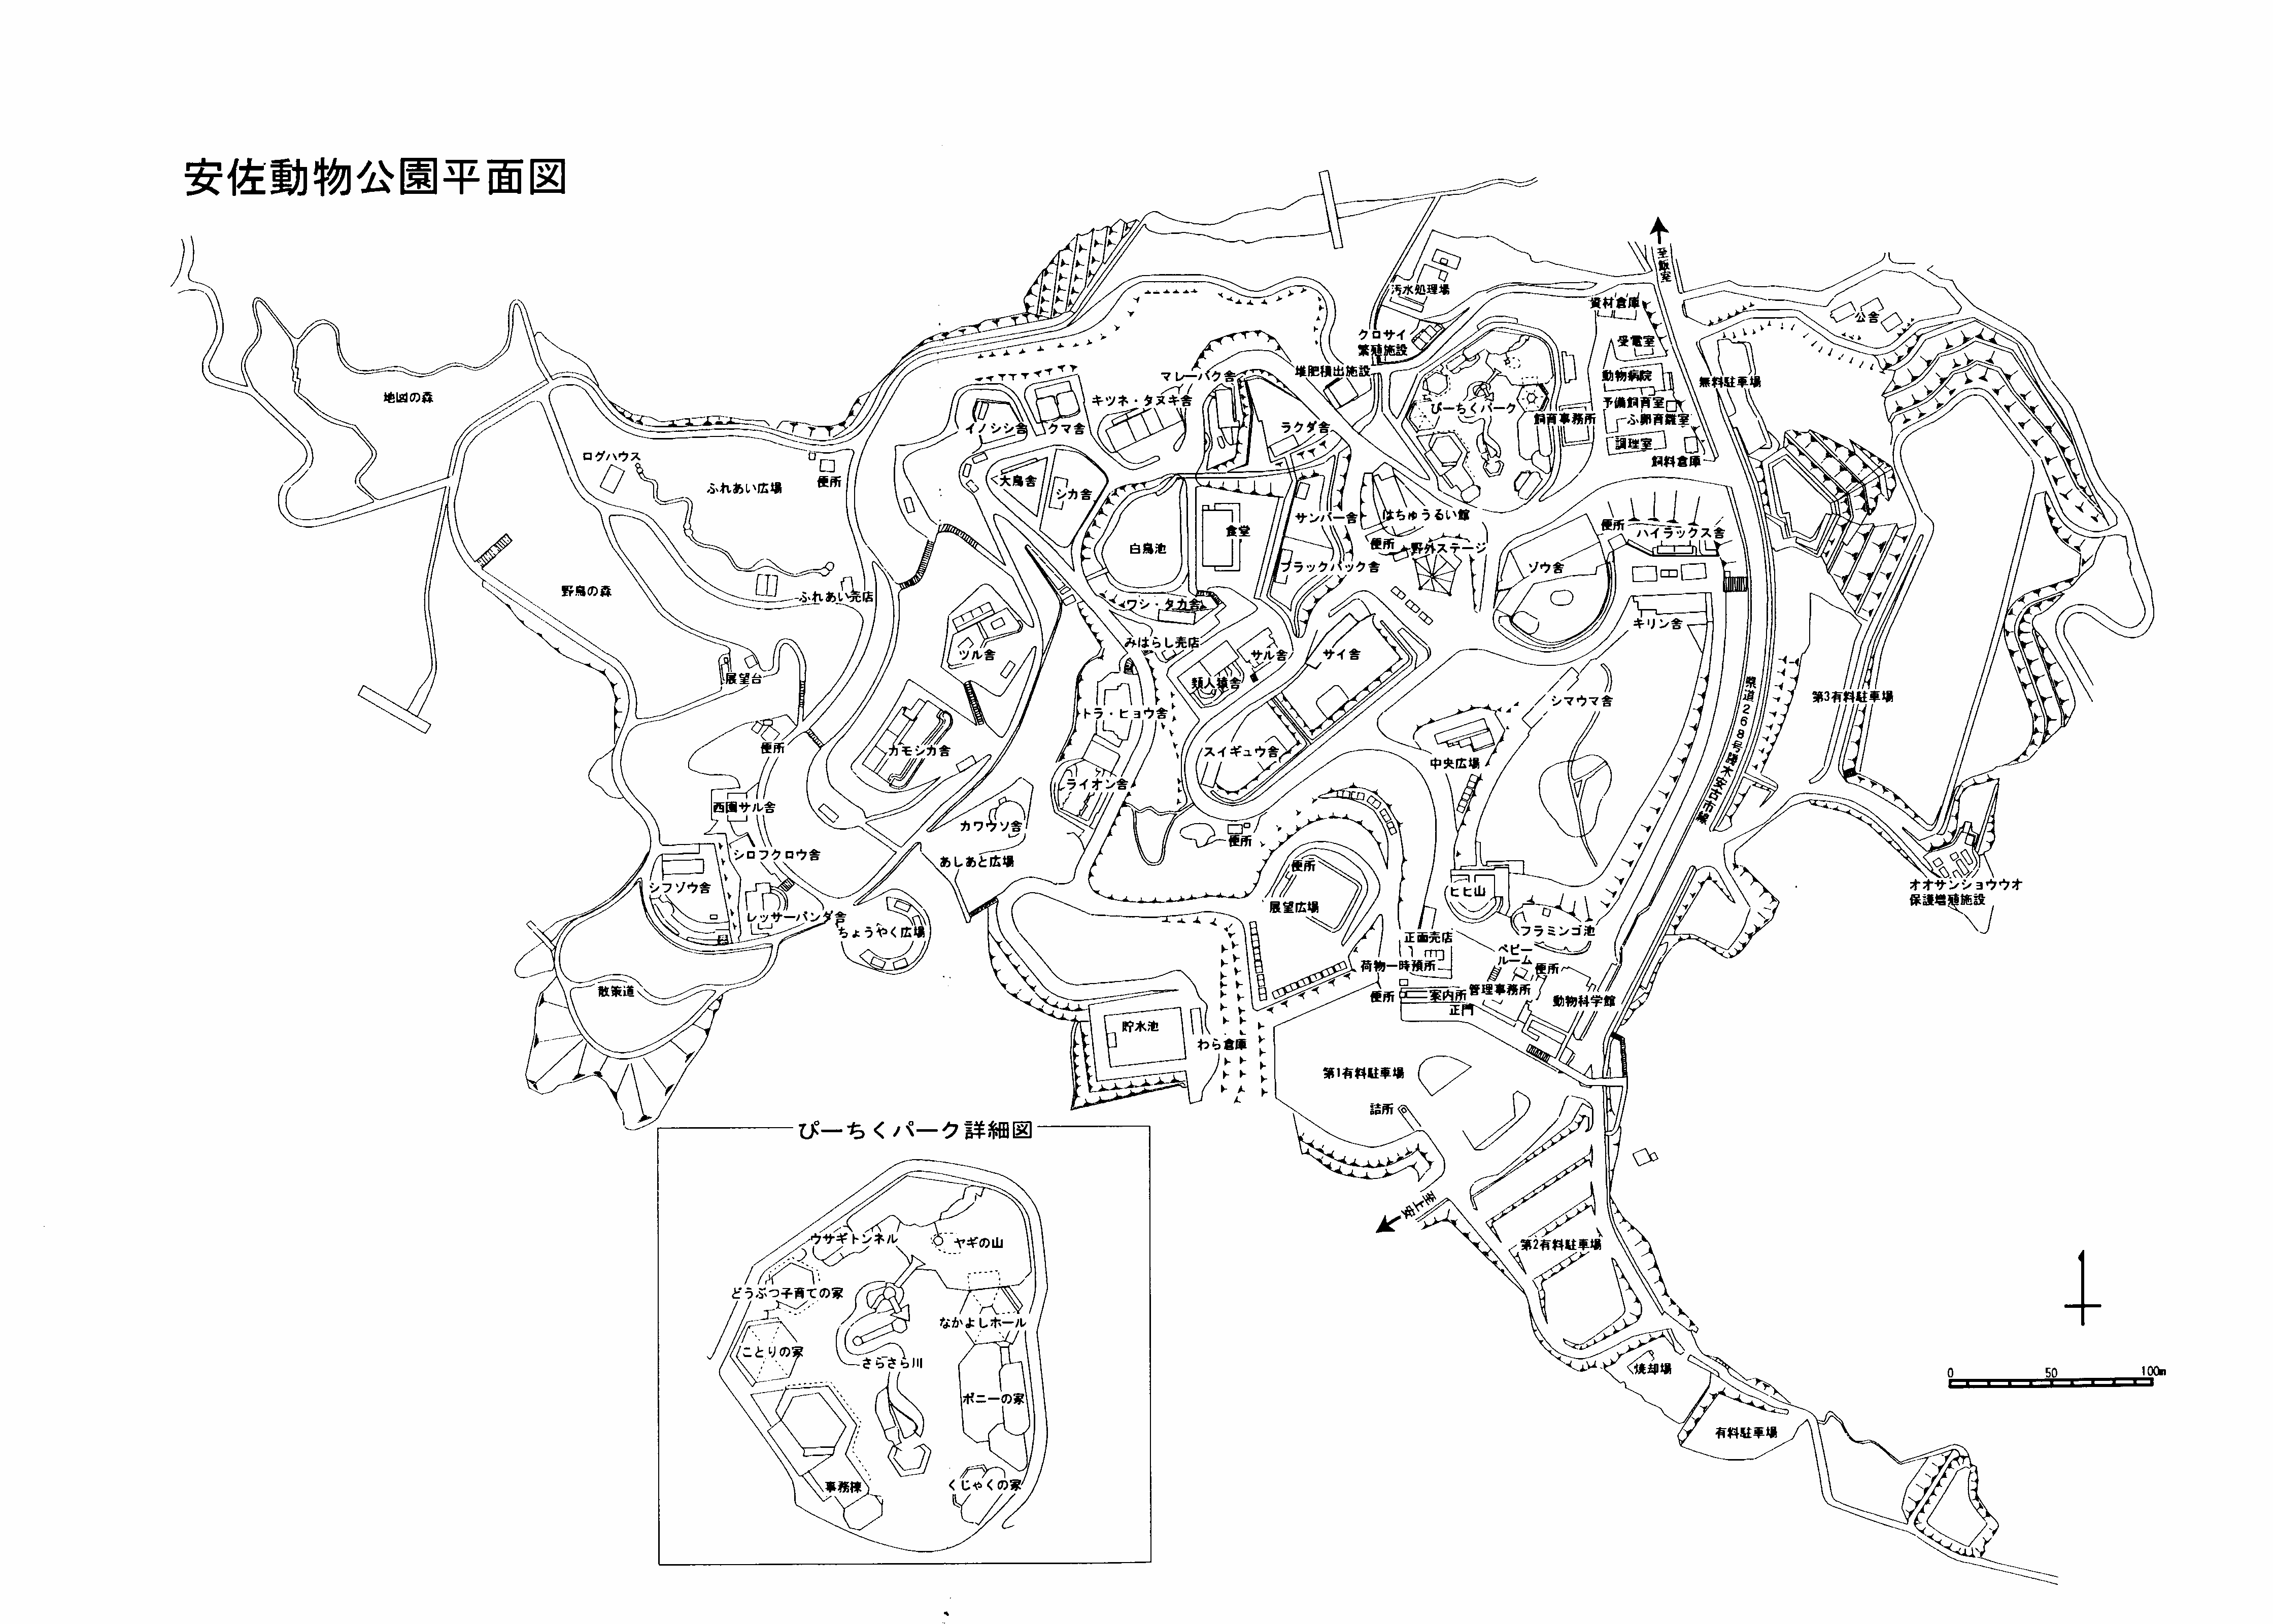 安佐動物公園平面図
至飯室
汚水処理場
資材倉庫
公舎
クロサイ
繁殖施設
受電室
堆肥積出施設
マレーバク舎
動物病院
無料駐車場
地図の森
キツネ・タヌキ舎
ぴーちくパーク
予備飼育室
飼育事務所
ふ卵育雛室
イノシシ舎
クマ舎
ラクダ舎
調理室
ログハウス
飼料倉庫
ふれあい広場
便所
大鳥舎
シカ舎
サンバー舎
はちゅうるい館
食堂
便所
ハイラックス舎
白鳥池
便所
野外ステージ
ブラックバック舎
ゾウ舎
野鳥の森
ふれあい売店
ワシ・タカ舎
キリン舎
みはらし売店
ツル舎
サル舎
サイ舎
展望台
類人猿舎
県道268号線木安古市線
第3有料駐車場
シマウマ舎
トラ・ヒョウ舎
便所
カモシカ舎
スイギュウ舎
中央広場
ライオン舎
西園サル舎
カワウソ舎
便所
シロフクロウ舎
あしあと広場
便所
シフゾウ舎
ヒヒ山
オオサンショウウオ
保護増殖施設
展望広場
レッサーパンダ舎
ちょうやく広場
フラミンゴ池
正面売店
ベビー
ルーム
荷物一時預所
便所
散策道
管理事務所
便所
案内所
動物科学館
正門
貯水池
わら倉庫
第1有料駐車場
詰所
至上安
第2有料駐車場
焼却場
有料駐車場
0 50 100m
ぴーちくパーク詳細図
ウサギトンネル
ヤギの山
どうぶつ子育ての家
なかよしホール
ことりの家
さらさら川
ポニーの家
事務棟
くじゃくの家